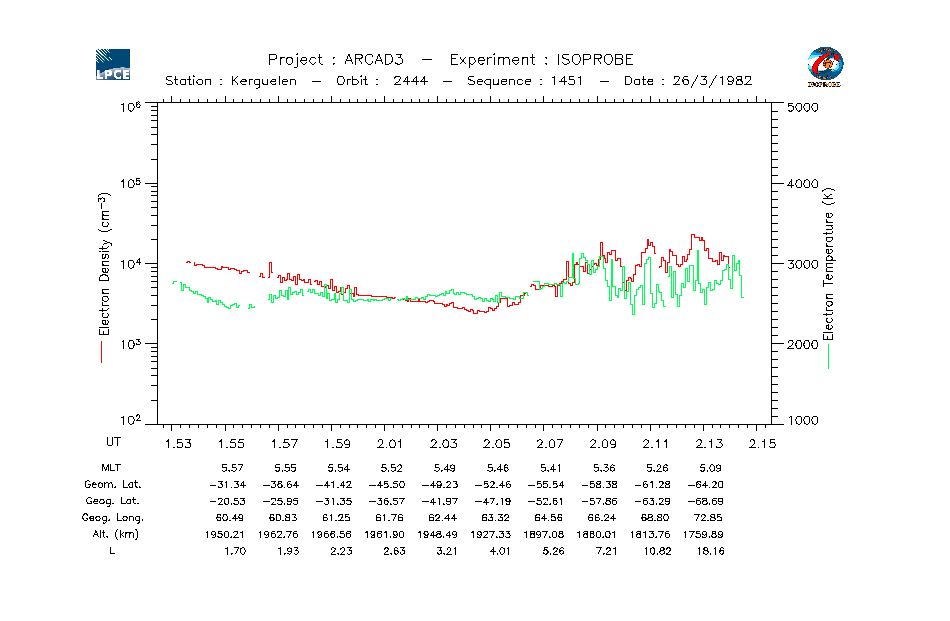 LPCE
Project : ARCAD3 — Experiment : ISOPROBE
ISOPROBE
Station : Kerguelen — Orbit : 2444 — Sequence : 1451 — Date : 26/3/1982
10⁶ 5000
10⁵ 4000
10⁴ 3000
10³ 2000
10² 1000
Electron Density (cm⁻³)
Electron Temperature (K)
UT 1.53 1.55 1.57 1.59 2.01 2.03 2.05 2.07 2.09 2.11 2.13 2.15
MLT 5.57 5.55 5.54 5.52 5.49 5.46 5.41 5.36 5.26 5.09
Geom. Lat. −31.34 −36.64 −41.42 −45.50 −49.23 −52.46 −55.54 −58.38 −61.28 −64.20
Geog. Lat. −20.53 −25.95 −31.35 −36.57 −41.97 −47.19 −52.61 −57.86 −63.29 −68.69
Geog. Long. 60.49 60.83 61.25 61.76 62.44 63.32 64.56 66.24 68.80 72.85
Alt. (km) 1950.21 1962.76 1966.56 1961.90 1948.49 1927.33 1897.08 1860.01 1813.76 1759.89
L 1.70 1.93 2.23 2.63 3.21 4.01 5.26 7.21 10.82 18.16